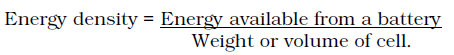 Energy density = Energy available from a battery
Weight or volume of cell.